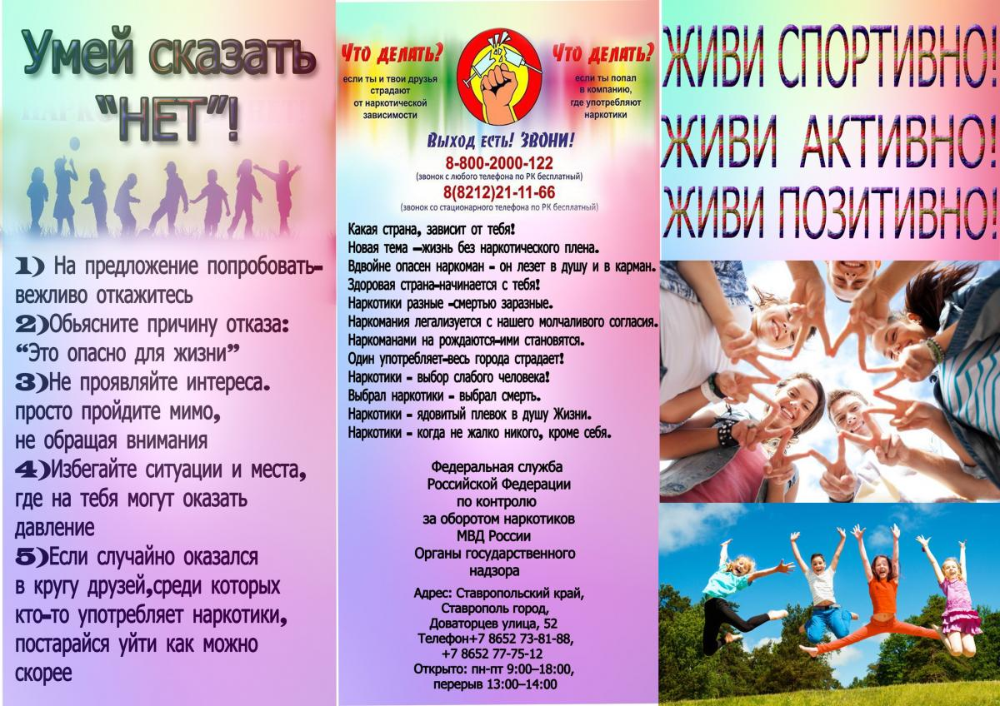 Умей сказать
“НЕТ”!
1) На предложение попробовать-
вежливо откажитесь
2)Обьясните причину отказа:
“Это опасно для жизни”
3)Не проявляйте интереса.
просто пройдите мимо,
не обращая внимания
4)Избегайте ситуации и места,
где на тебя могут оказать
давление
5)Если случайно оказался
в кругу друзей,среди которых
кто-то употребляет наркотики,
постарайся уйти как можно
скорее
Что делать?
если ты и твои друзья
страдают
от наркотической
зависимости
Что делать?
если ты попал
в компанию,
где употребляют
наркотики
Выход есть! ЗВОНИ!
8-800-2000-122
(звонок с любого телефона по РК бесплатный)
8(8212)21-11-66
(звонок со стационарного телефона по РК бесплатный)
Какая страна, зависит от тебя!
Новая тема –жизнь без наркотического плена.
Вдвойне опасен наркоман - он лезет в душу и в карман.
Здоровая страна-начинается с тебя!
Наркотики разные -смертью заразные.
Наркомания легализуется с нашего молчаливого согласия.
Наркоманами на рождаются-ими становятся.
Один употребляет-весь города страдает!
Наркотики - выбор слабого человека!
Выбрал наркотики - выбрал смерть.
Наркотики - ядовитый плевок в душу Жизни.
Наркотики - когда не жалко никого, кроме себя.
Федеральная служба
Российской Федерации
по контролю
за оборотом наркотиков
МВД России
Органы государственного
надзора
Адрес: Ставропольский край,
Ставрополь город,
Доваторцев улица, 52
Телефон+7 8652 73-81-88,
+7 8652 77-75-12
Открыто: пн-пт 9:00–18:00,
перерыв 13:00–14:00
ЖИВИ СПОРТИВНО!
ЖИВИ АКТИВНО!
ЖИВИ ПОЗИТИВНО!